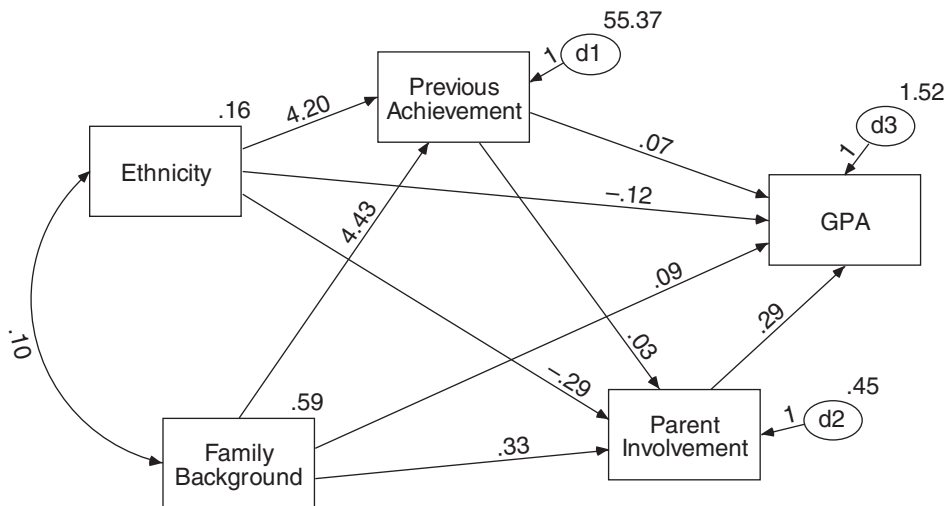 55.37
1
d1
Previous
Achievement
1.52
d3
1
.16
4.20
.07
Ethnicity
-.12
GPA
4.43
.09
.10
.03
.29
-.29
.59
.45
Parent
Involvement
1
d2
.33
Family
Background